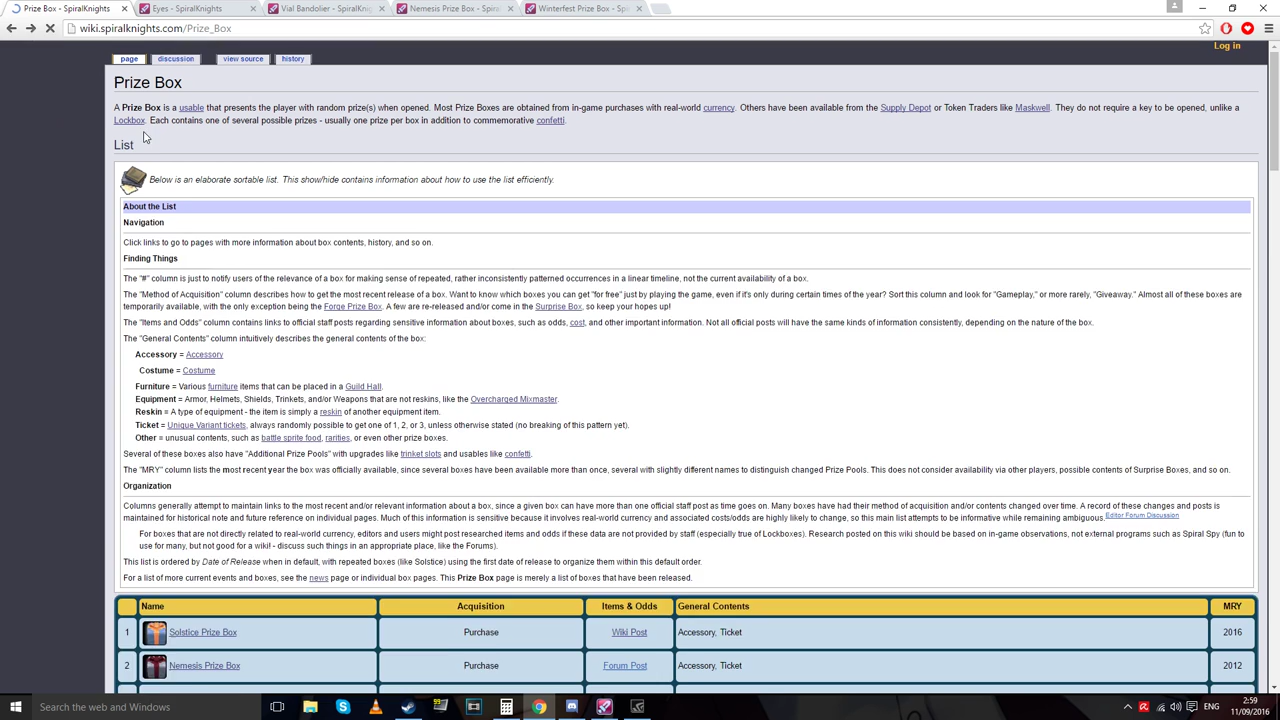 Prize Box - SpiralKnights
Eyes - SpiralKnights
Vial Bandolier - SpiralKnights
Nemesis Prize Box - Spira
Winterfest Prize Box - Spi
wiki.spiralknights.com/Prize_Box
Log in
page
discussion
view source
history
Prize Box
A Prize Box is a usable that presents the player with random prize(s) when opened. Most Prize Boxes are obtained from in-game purchases with real-world currency. Others have been available from the Supply Depot or Token Traders like Maskwell. They do not require a key to be opened, unlike a
Lockbox. Each contains one of several possible prizes - usually one prize per box in addition to commemorative confetti.
List
Below is an elaborate sortable list. This show/hide contains information about how to use the list efficiently.
About the List
Navigation
Click links to go to pages with more information about box contents, history, and so on.
Finding Things
The "#" column is just to notify users of the relevance of a box for making sense of repeated, rather inconsistently patterned occurrences in a linear timeline, not the current availability of a box.
The "Method of Acquisition" column describes how to get the most recent release of a box. Want to know which boxes you can get "for free" just by playing the game, even if it's only during certain times of the year? Sort this column and look for "Gameplay," or more rarely, "Giveaway." Almost all of these boxes are
temporarily available, with the only exception being the Forge Prize Box. A few are re-released and/or come in the Surprise Box, so keep your hopes up!
The "Items and Odds" column contains links to official staff posts regarding sensitive information about boxes, such as odds, cost, and other important information. Not all official posts will have the same kinds of information consistently, depending on the nature of the box.
The "General Contents" column intuitively describes the general contents of the box:
Accessory = Accessory
Costume = Costume
Furniture = Various furniture items that can be placed in a Guild Hall.
Equipment = Armor, Helmets, Shields, Trinkets, and/or Weapons that are not reskins, like the Overcharged Mixmaster.
Reskin = A type of equipment - the item is simply a reskin of another equipment item.
Ticket = Unique Variant tickets, always randomly possible to get one of 1, 2, or 3, unless otherwise stated (no breaking of this pattern yet).
Other = unusual contents, such as battle sprite food, rarities, or even other prize boxes.
Several of these boxes also have "Additional Prize Pools" with upgrades like trinket slots and usables like confetti.
The "MRY" column lists the most recent year the box was officially available, since several boxes have been available more than once, several with slightly different names to distinguish changed Prize Pools. This does not consider availability via other players, possible contents of Surprise Boxes, and so on.
Organization
Columns generally attempt to maintain links to the most recent and/or relevant information about a box, since a given box can have more than one official staff post as time goes on. Many boxes have had their method of acquisition and/or contents changed over time. A record of these changes and posts is
maintained for historical note and future reference on individual pages. Much of this information is sensitive because it involves real-world currency and associated costs/odds are highly likely to change, so this main list attempts to be informative while remaining ambiguous. Editor Forum Discussion
For boxes that are not directly related to real-world currency, editors and users might post researched items and odds if these data are not provided by staff (especially true of Lockboxes). Research posted on this wiki should be based on in-game observations, not external programs such as Spiral Spy (fun to
use for many, but not good for a wiki! - discuss such things in an appropriate place, like the Forums).
This list is ordered by Date of Release when in default, with repeated boxes (like Solstice) using the first date of release to organize them within this default order.
For a list of more current events and boxes, see the news page or individual box pages. This Prize Box page is merely a list of boxes that have been released.
Name Acquisition Items & Odds General Contents MRY
1 Solstice Prize Box Purchase Wiki Post Accessory, Ticket 2016
2 Nemesis Prize Box Purchase Forum Post Accessory, Ticket 2012
Search the web and Windows
ENG
2:59
11/09/2016